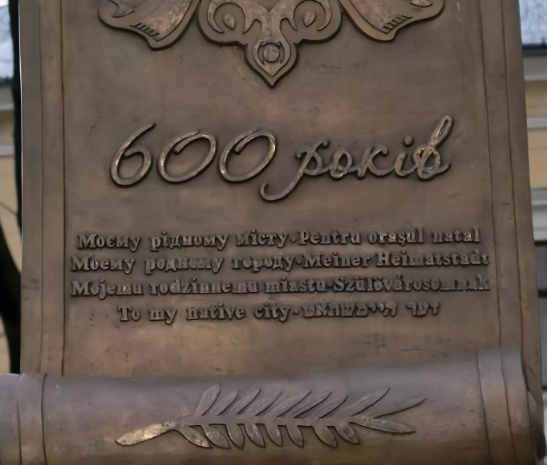 600 років
Моєму рідному місту·Pentru oraşul natal
Моему родному городу·Meiner Heimatstadt
Mojemu rodzinnemu miastu·Szülővárosomnak
To my native city·